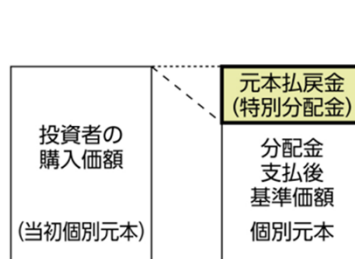 投資者の
購入価額
(当初個別元本)
元本払戻金
(特別分配金)
分配金
支払後
基準価額
個別元本